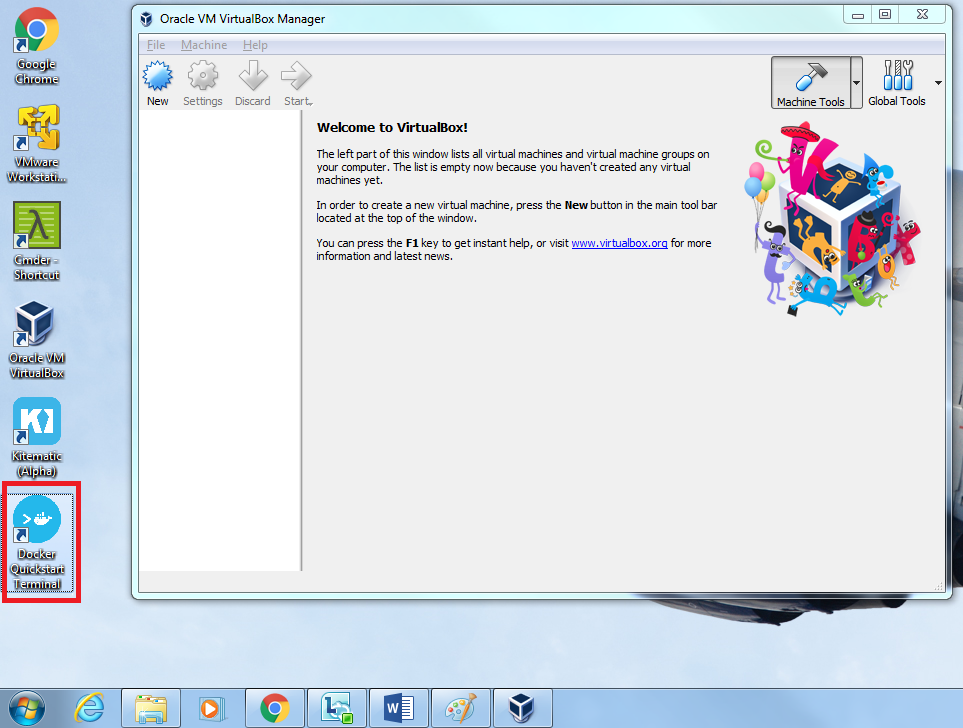 Google
Chrome
VMware
Workstati...
Cmder -
Shortcut
Oracle VM
VirtualBox
Kitematic
(Alpha)
Docker
Quickstart
Terminal
Oracle VM VirtualBox Manager
File Machine Help
New Settings Discard Start
Machine Tools Global Tools
Welcome to VirtualBox!
The left part of this window lists all virtual machines and virtual machine groups on
your computer. The list is empty now because you haven't created any virtual
machines yet.
In order to create a new virtual machine, press the New button in the main tool bar
located at the top of the window.
You can press the F1 key to get instant help, or visit www.virtualbox.org for more
information and latest news.